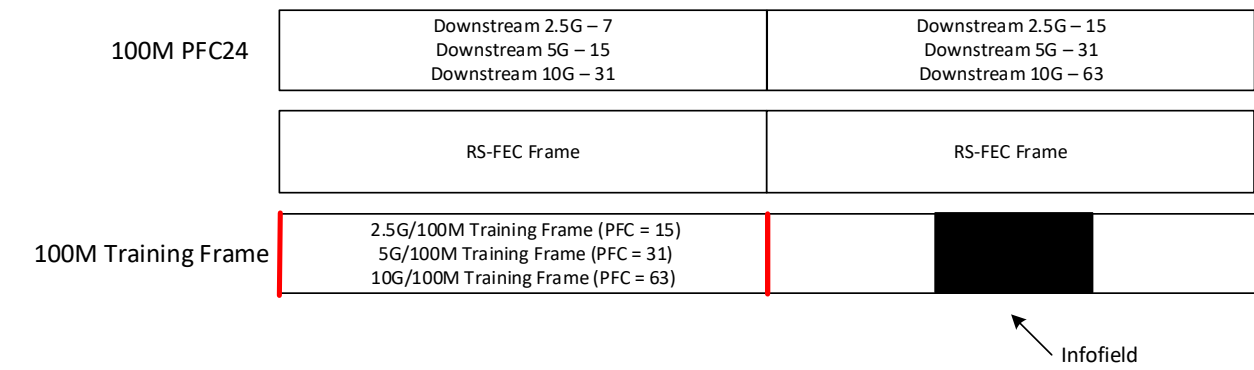 100M PFC24
Downstream 2.5G – 7
Downstream 5G – 15
Downstream 10G – 31
Downstream 2.5G – 15
Downstream 5G – 31
Downstream 10G – 63
RS-FEC Frame
RS-FEC Frame
100M Training Frame
2.5G/100M Training Frame (PFC = 15)
5G/100M Training Frame (PFC = 31)
10G/100M Training Frame (PFC = 63)
Infofield